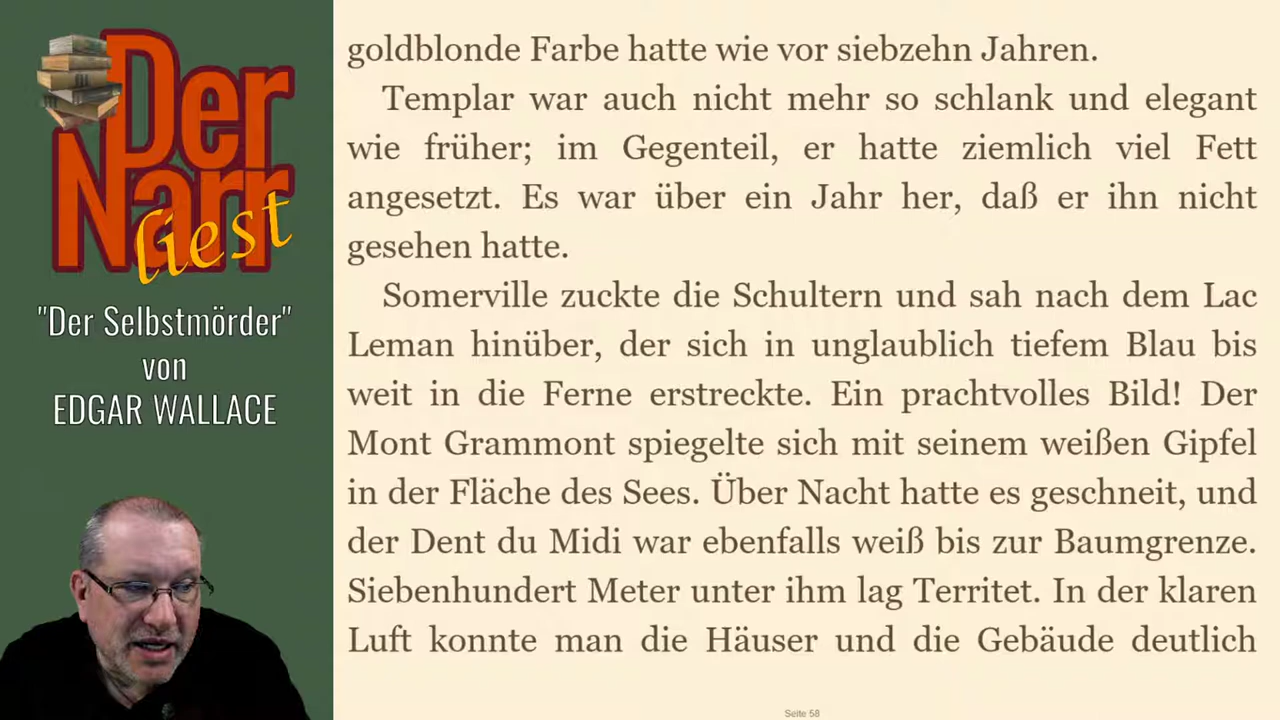 Der
Narr
liest
"Der Selbstmörder"
von
EDGAR WALLACE
goldblonde Farbe hatte wie vor siebzehn Jahren.
Templar war auch nicht mehr so schlank und elegant
wie früher; im Gegenteil, er hatte ziemlich viel Fett
angesetzt. Es war über ein Jahr her, daß er ihn nicht
gesehen hatte.
Somerville zuckte die Schultern und sah nach dem Lac
Leman hinüber, der sich in unglaublich tiefem Blau bis
weit in die Ferne erstreckte. Ein prachtvolles Bild! Der
Mont Grammont spiegelte sich mit seinem weißen Gipfel
in der Fläche des Sees. Über Nacht hatte es geschneit, und
der Dent du Midi war ebenfalls weiß bis zur Baumgrenze.
Siebenhundert Meter unter ihm lag Territet. In der klaren
Luft konnte man die Häuser und die Gebäude deutlich
Seite 58